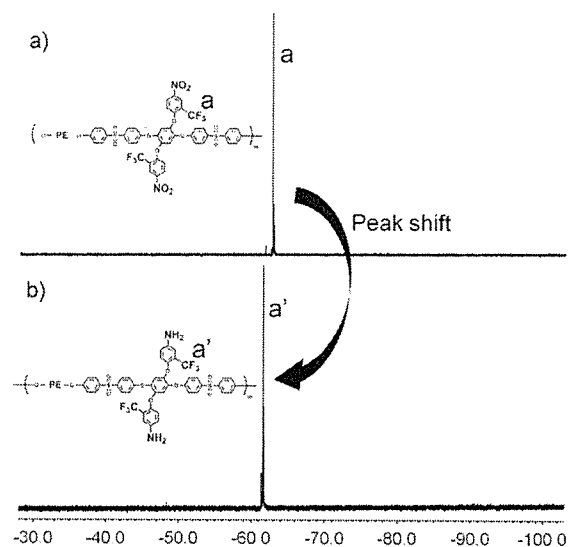 a)
a
NO₂
a
CF₃
PE
F₃C
NO₂
Peak shift
b)
a'
NH₂
a'
CF₃
PE
F₃C
NH₂
-30.0 -40.0 -50.0 -60.0 -70.0 -80.0 -90.0 -100.0